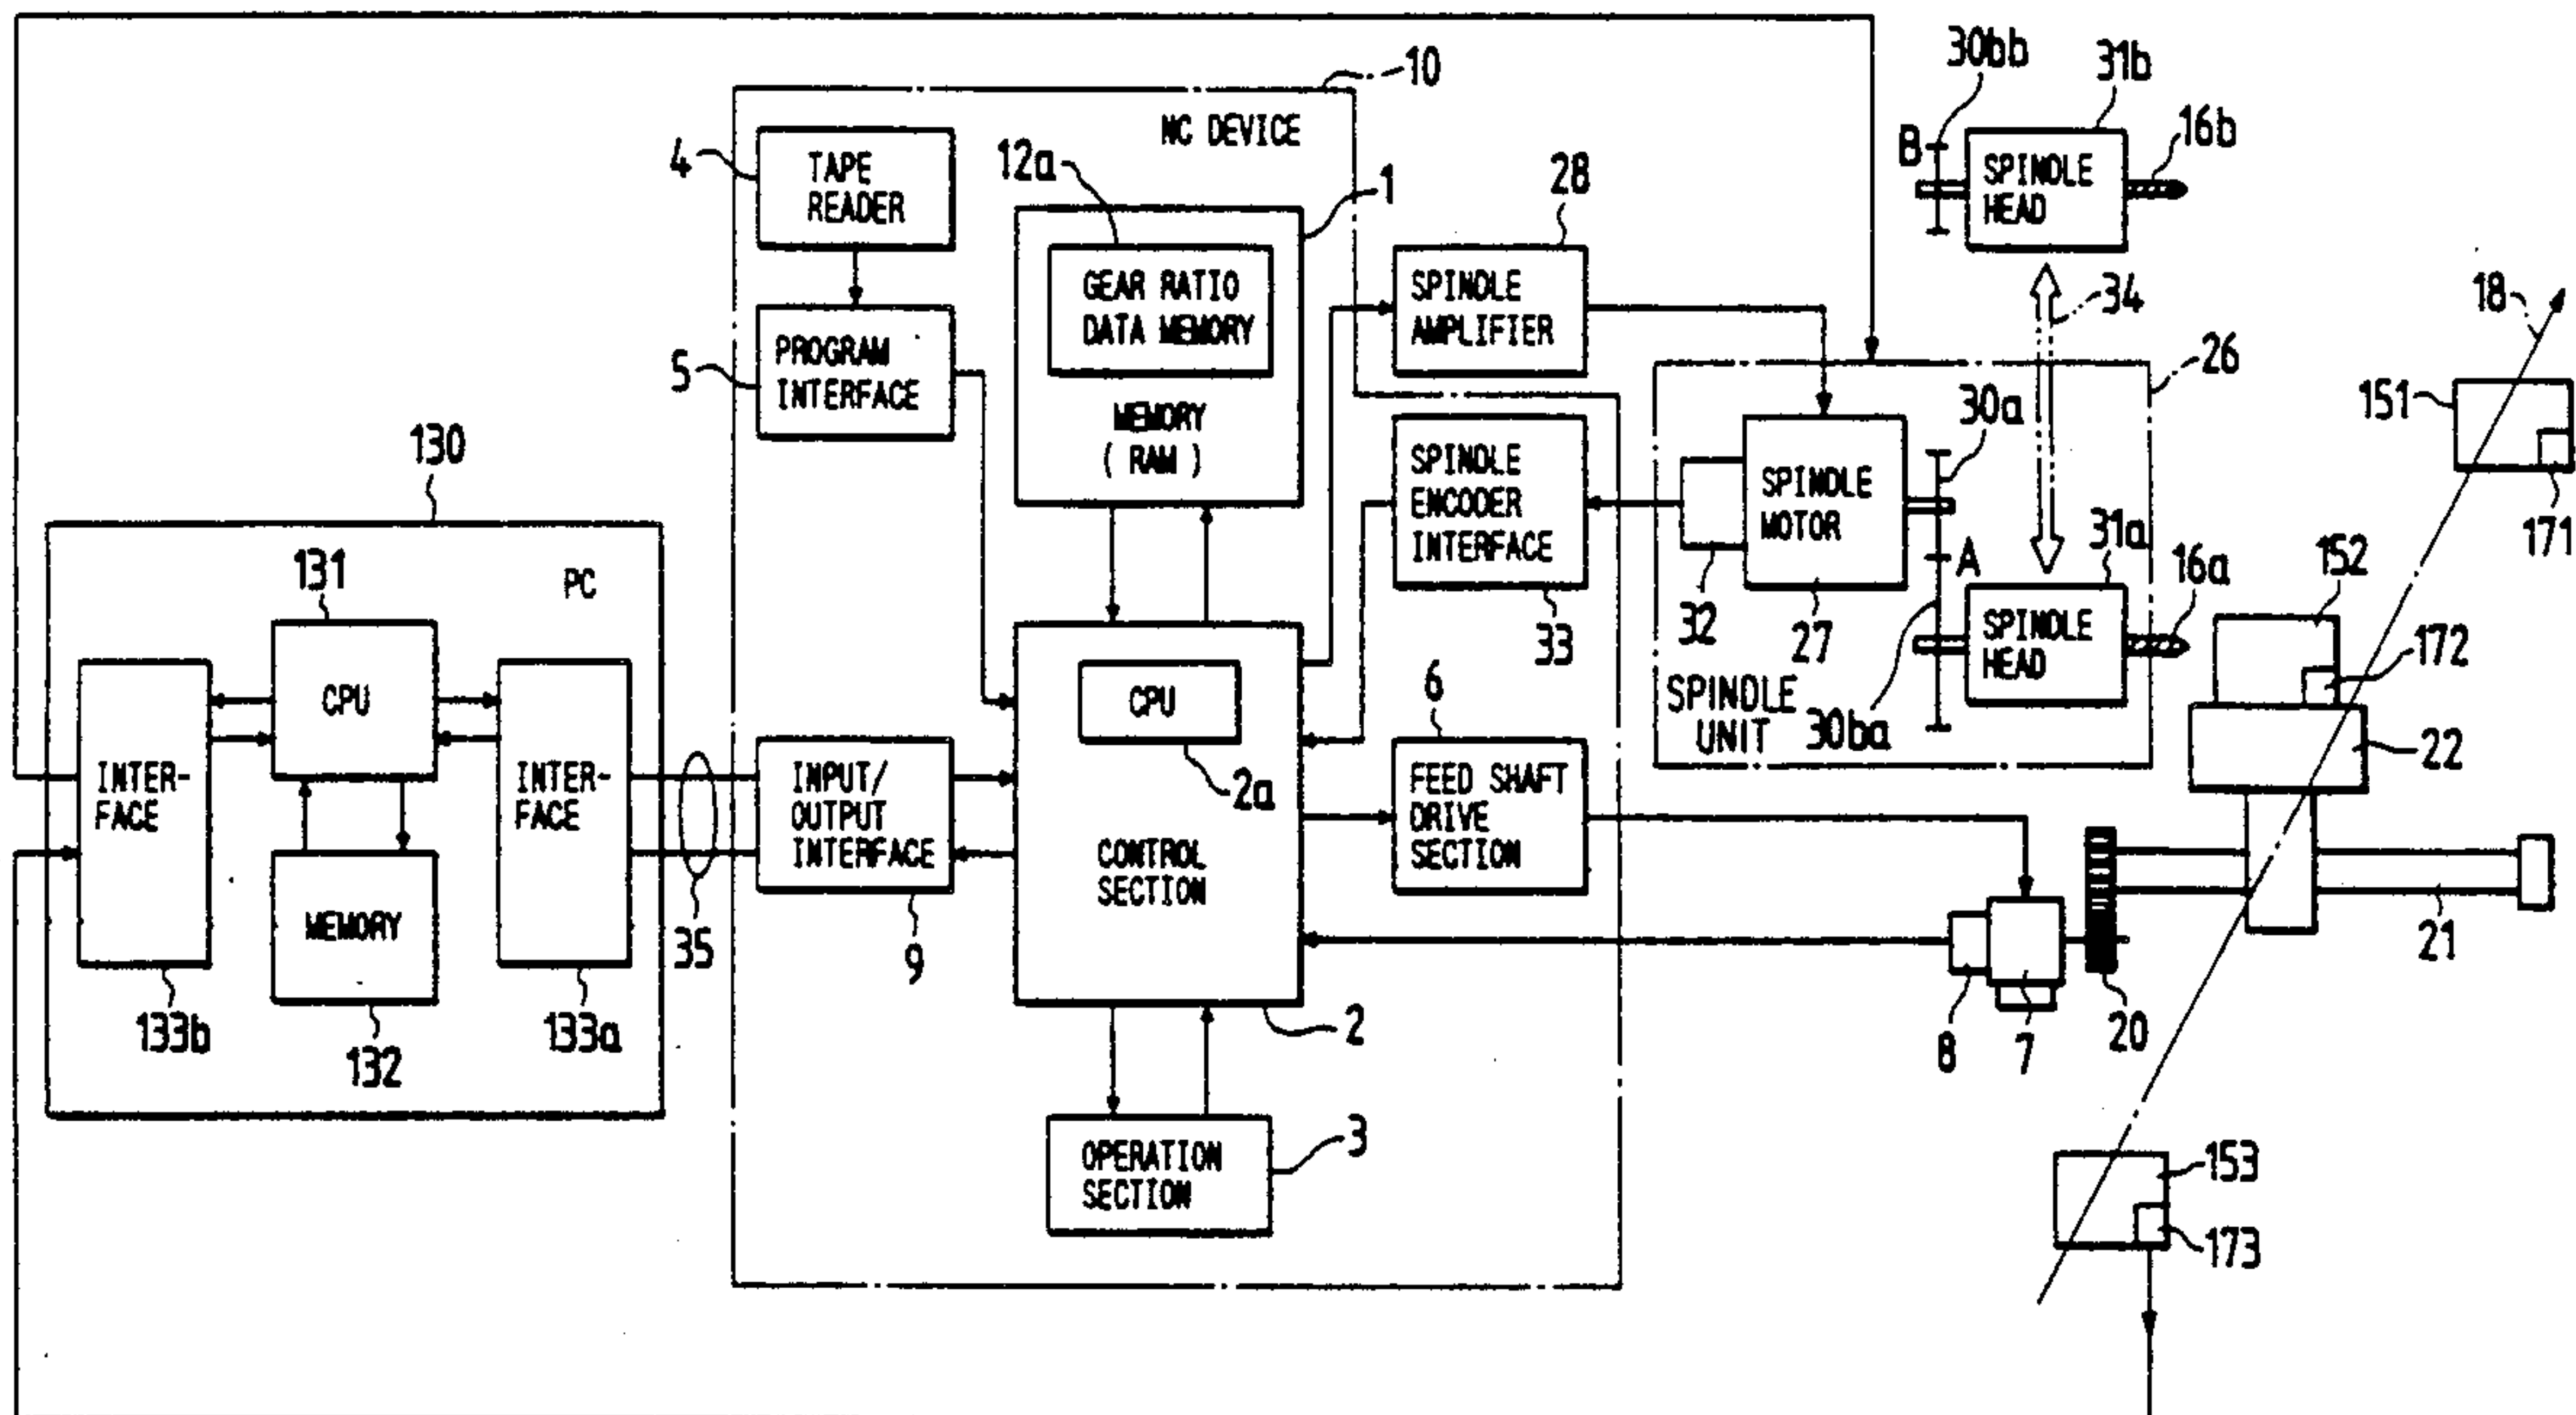 10
NC DEVICE
30bb
31b
16b
B
SPINDLE
HEAD
4
TAPE
READER
12a
1
28
GEAR RATIO
DATA MEMORY
SPINDLE
AMPLIFIER
34
18
26
5
PROGRAM
INTERFACE
MEMORY
( RAM )
151
171
130
SPINDLE
ENCODER
INTERFACE
33
30a
SPINDLE
MOTOR
32
27
A
31a
16a
SPINDLE
HEAD
30ba
SPINDLE
UNIT
152
172
22
131
PC
CPU
INTER-
FACE
INTER-
FACE
MEMORY
133b
132
133a
35
INPUT/
OUTPUT
INTERFACE
9
CPU
2a
CONTROL
SECTION
2
6
FEED SHAFT
DRIVE
SECTION
8
7
20
21
OPERATION
SECTION
3
153
173